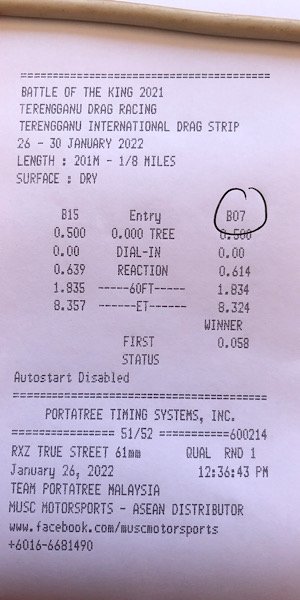 =====================================
BATTLE OF THE KING 2021
TERENGGANU DRAG RACING
TERENGGANU INTERNATIONAL DRAG STRIP
26 - 30 JANUARY 2022
LENGTH : 201M - 1/8 MILES
SURFACE : DRY
B15 Entry B07
0.500 0.000 TREE 0.500
0.00 DIAL-IN 0.00
0.639 REACTION 0.614
1.835 ------60FT----- 1.834
8.357 ------ET------- 8.324
WINNER
FIRST 0.058
STATUS
Autostart Disabled
=====================================
PORTATREE TIMING SYSTEMS, INC.
=============== 51/52 ===========600214
RXZ TRUE STREET 61mm QUAL RND 1
January 26, 2022 12:36:43 PM
TEAM PORTATREE MALAYSIA
MUSC MOTORSPORTS - ASEAN DISTRIBUTOR
www.facebook.com/muscmotorsports
+6016-6681490